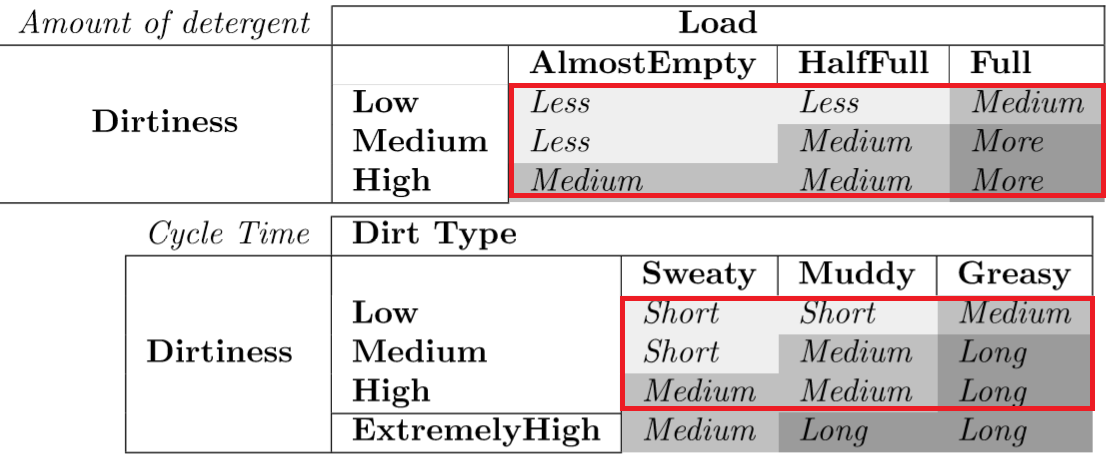 Amount of detergent Load
AlmostEmpty HalfFull Full
Low Less Less Medium
Dirtiness
Medium Less Medium More
High Medium Medium More
Cycle Time Dirt Type
Sweaty Muddy Greasy
Low Short Short Medium
Dirtiness Medium Short Medium Long
High Medium Medium Long
ExtremelyHigh Medium Long Long